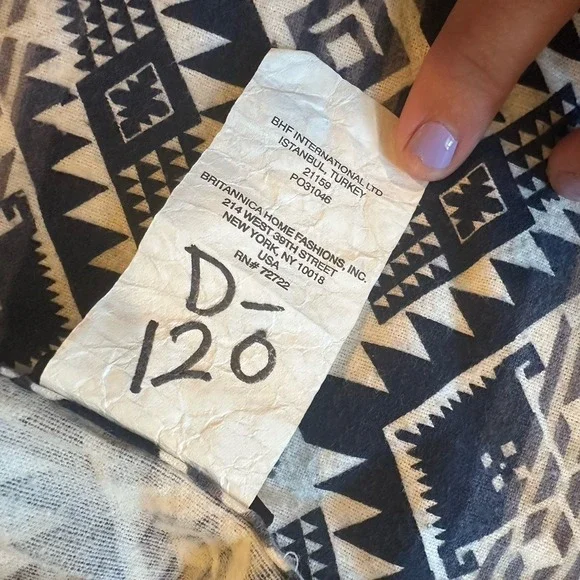 BHF INTERNATIONAL LTD
ISTANBUL, TURKEY
21159
PO31046
BRITANNICA HOME FASHIONS, INC.
214 WEST 39TH STREET
NEW YORK, NY 10018
USA
RN# 72722
D-
120